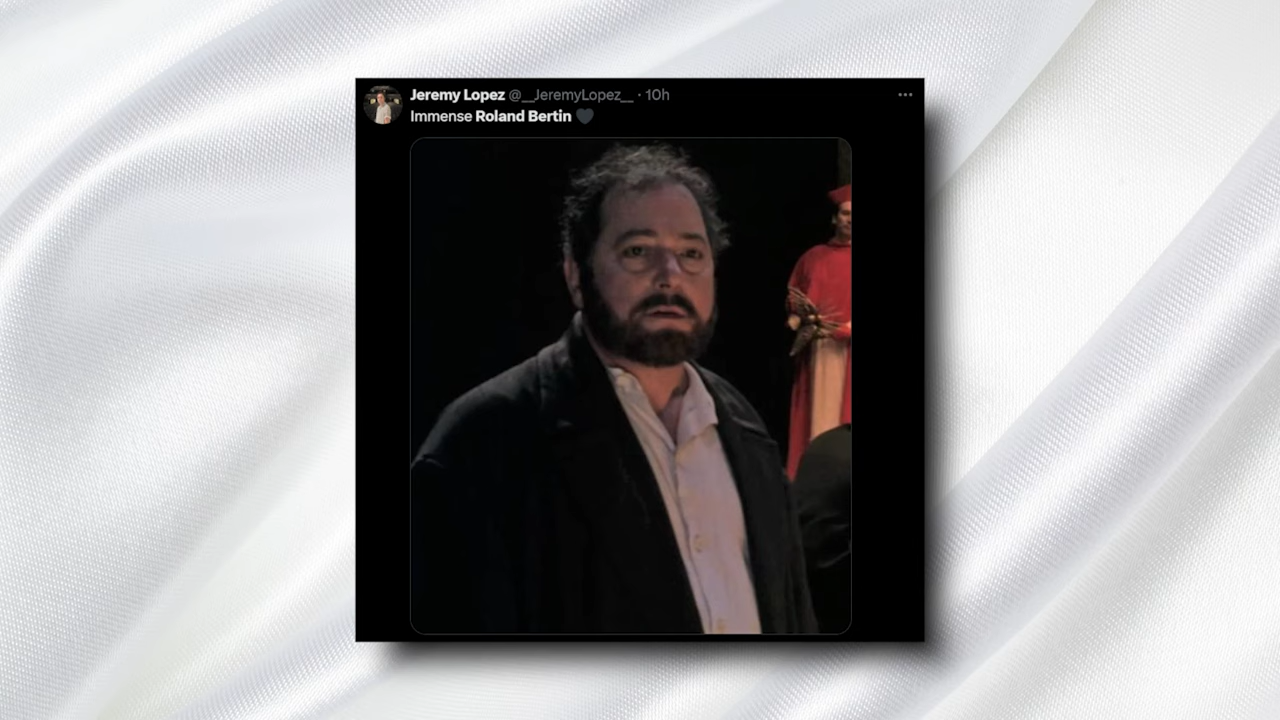 Jeremy Lopez @__JeremyLopez__ · 10h
Immense Roland Bertin 🖤